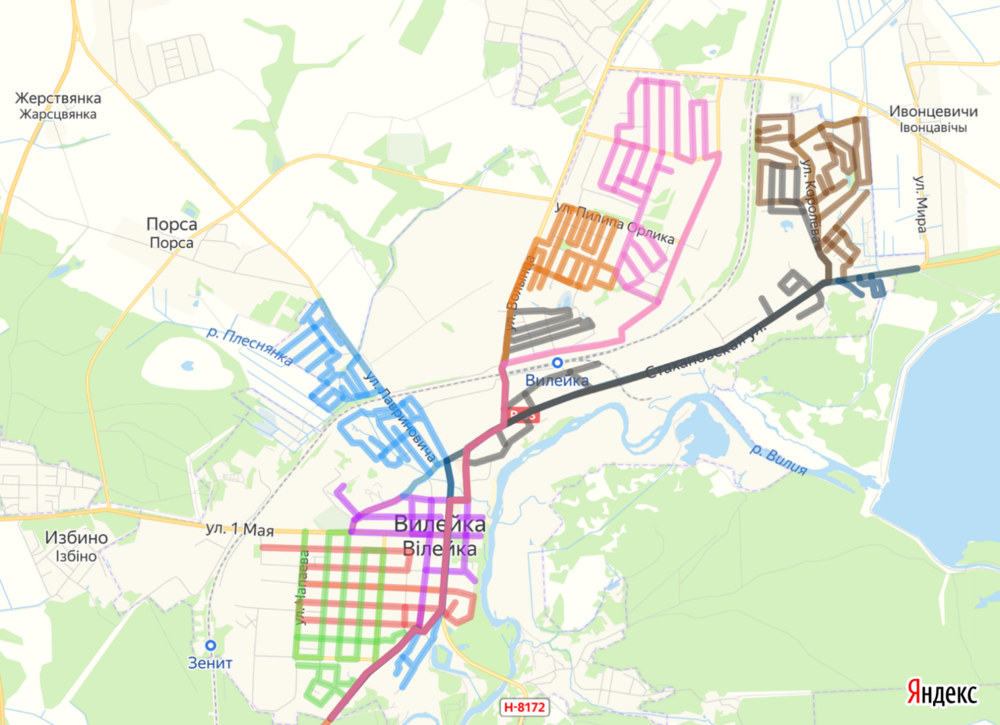 Жерствянка
Жарсцвянка
Ивонцевичи
Івонцавічы
ул. Королёва
ул. Мира
Порса
Порса
ул. Пилипа Орлика
ул. Волынца
р. Плеснянка
ул. Лавриновича
Вилейка
Стахановская ул.
р. Вилия
ул. 1 Мая
Вилейка
Вілейка
Избино
Ізбіно
ул. Чапаева
Зенит
Н-8172
Яндекс